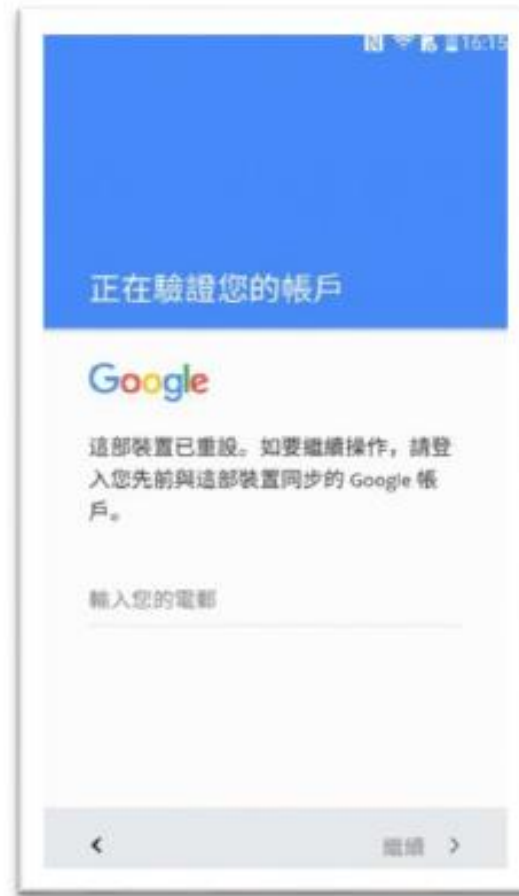 16:15
正在驗證您的帳戶
Google
這部裝置已重設。如要繼續操作，請登
入您先前與這部裝置同步的 Google 帳
戶。
輸入您的電郵
繼續